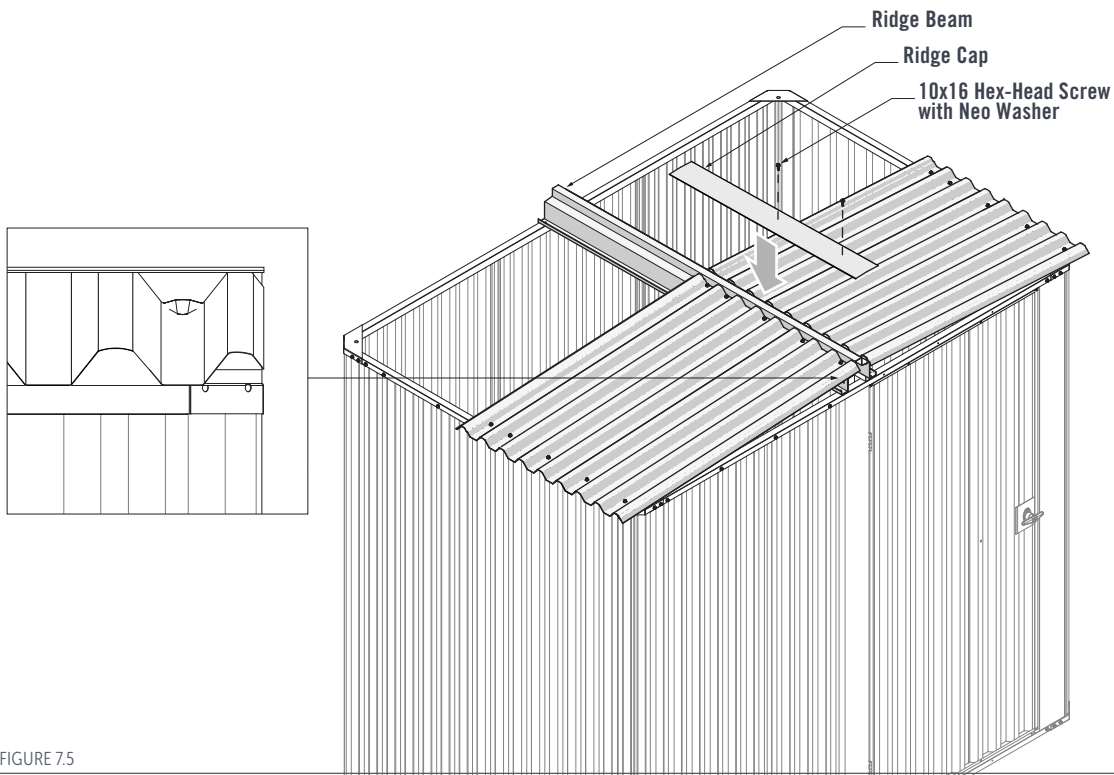 Ridge Beam
Ridge Cap
10x16 Hex-Head Screw
with Neo Washer
FIGURE 7.5